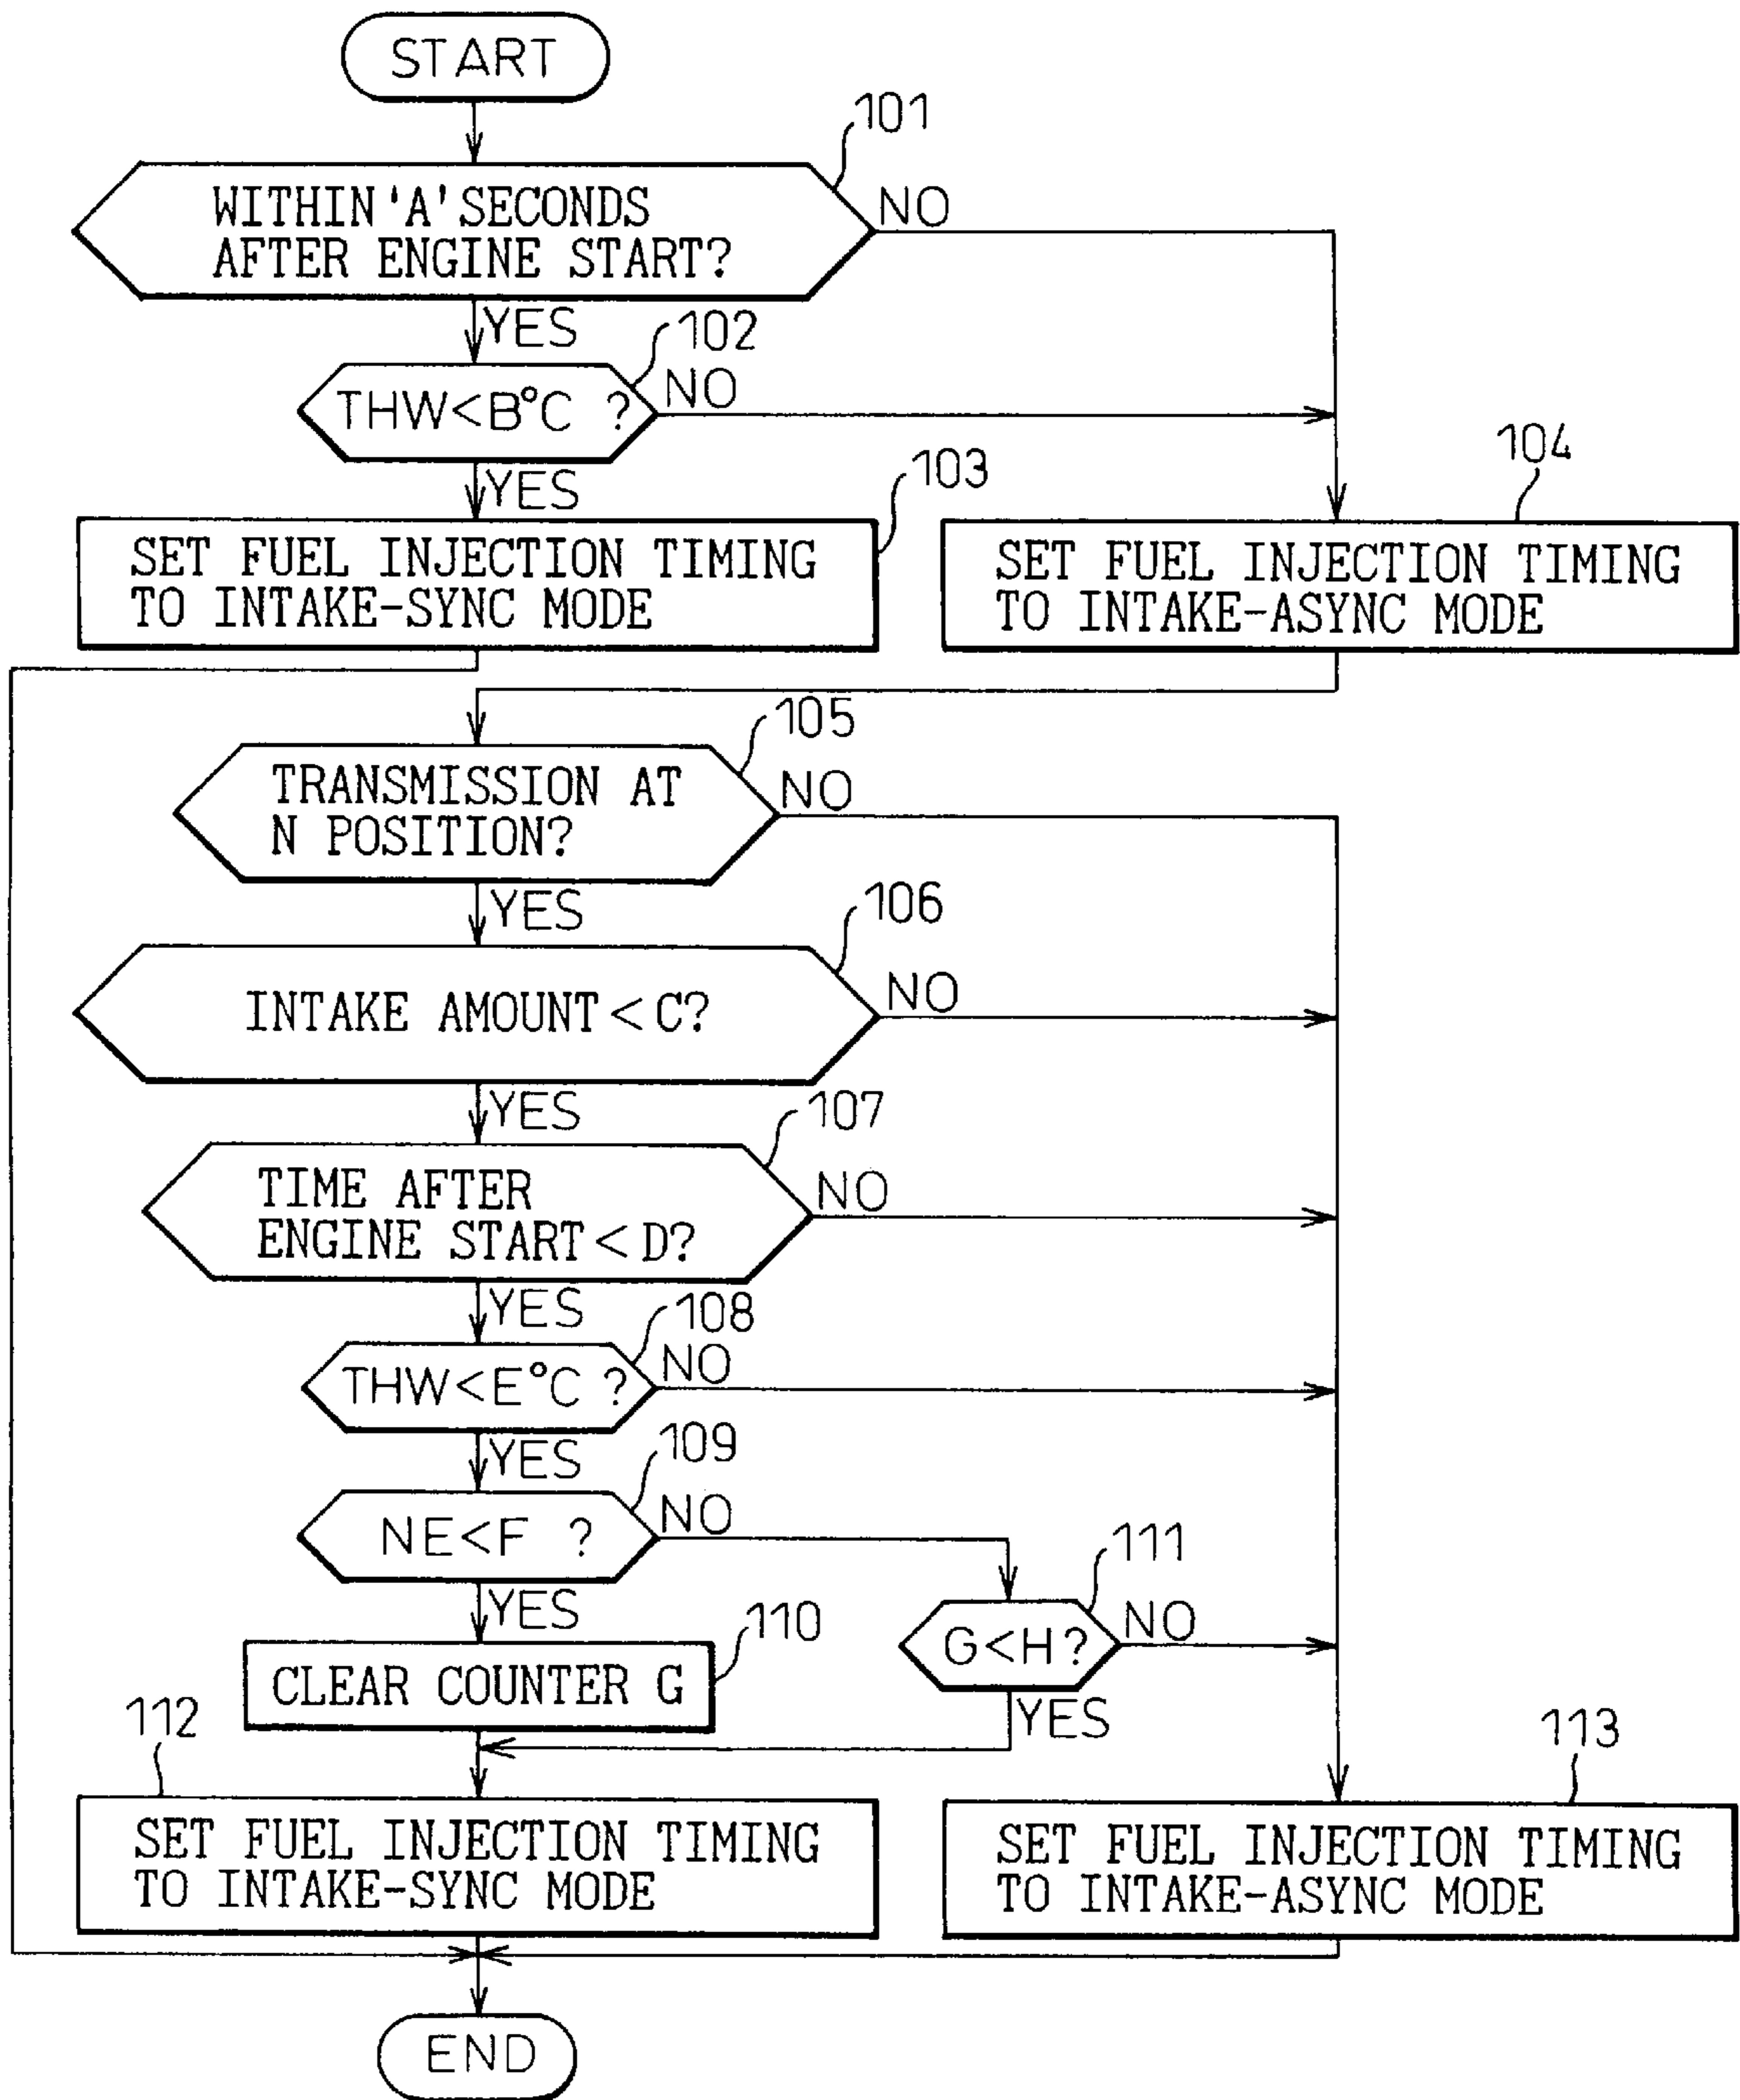 START
101
WITHIN 'A' SECONDS
AFTER ENGINE START?
NO
YES
102
THW<B°C ?
NO
YES
103
SET FUEL INJECTION TIMING
TO INTAKE-SYNC MODE
104
SET FUEL INJECTION TIMING
TO INTAKE-ASYNC MODE
105
TRANSMISSION AT
N POSITION?
NO
YES
106
INTAKE AMOUNT < C?
NO
YES
107
TIME AFTER
ENGINE START < D?
NO
YES
108
THW<E°C ?
NO
YES
109
NE<F ?
NO
YES
110
CLEAR COUNTER G
111
G<H?
NO
YES
112
SET FUEL INJECTION TIMING
TO INTAKE-SYNC MODE
113
SET FUEL INJECTION TIMING
TO INTAKE-ASYNC MODE
END